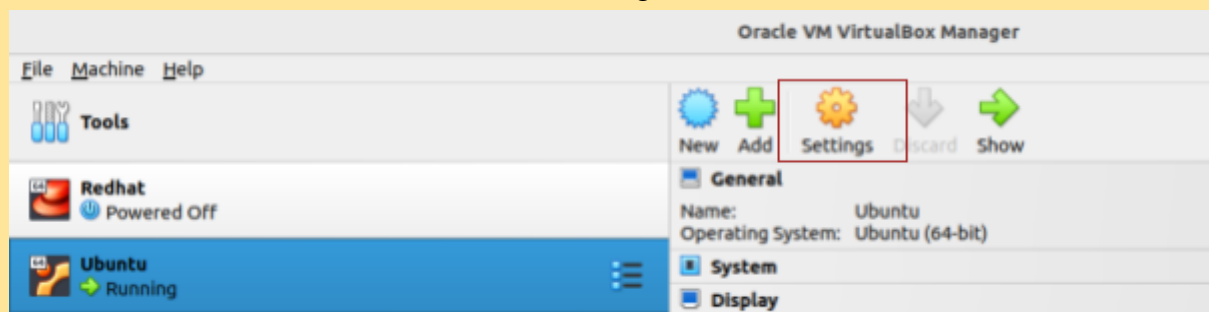 Oracle VM VirtualBox Manager
File Machine Help
Tools
New Add Settings Discard Show
Redhat
Powered Off
Ubuntu
Running
General
Name: Ubuntu
Operating System: Ubuntu (64-bit)
System
Display